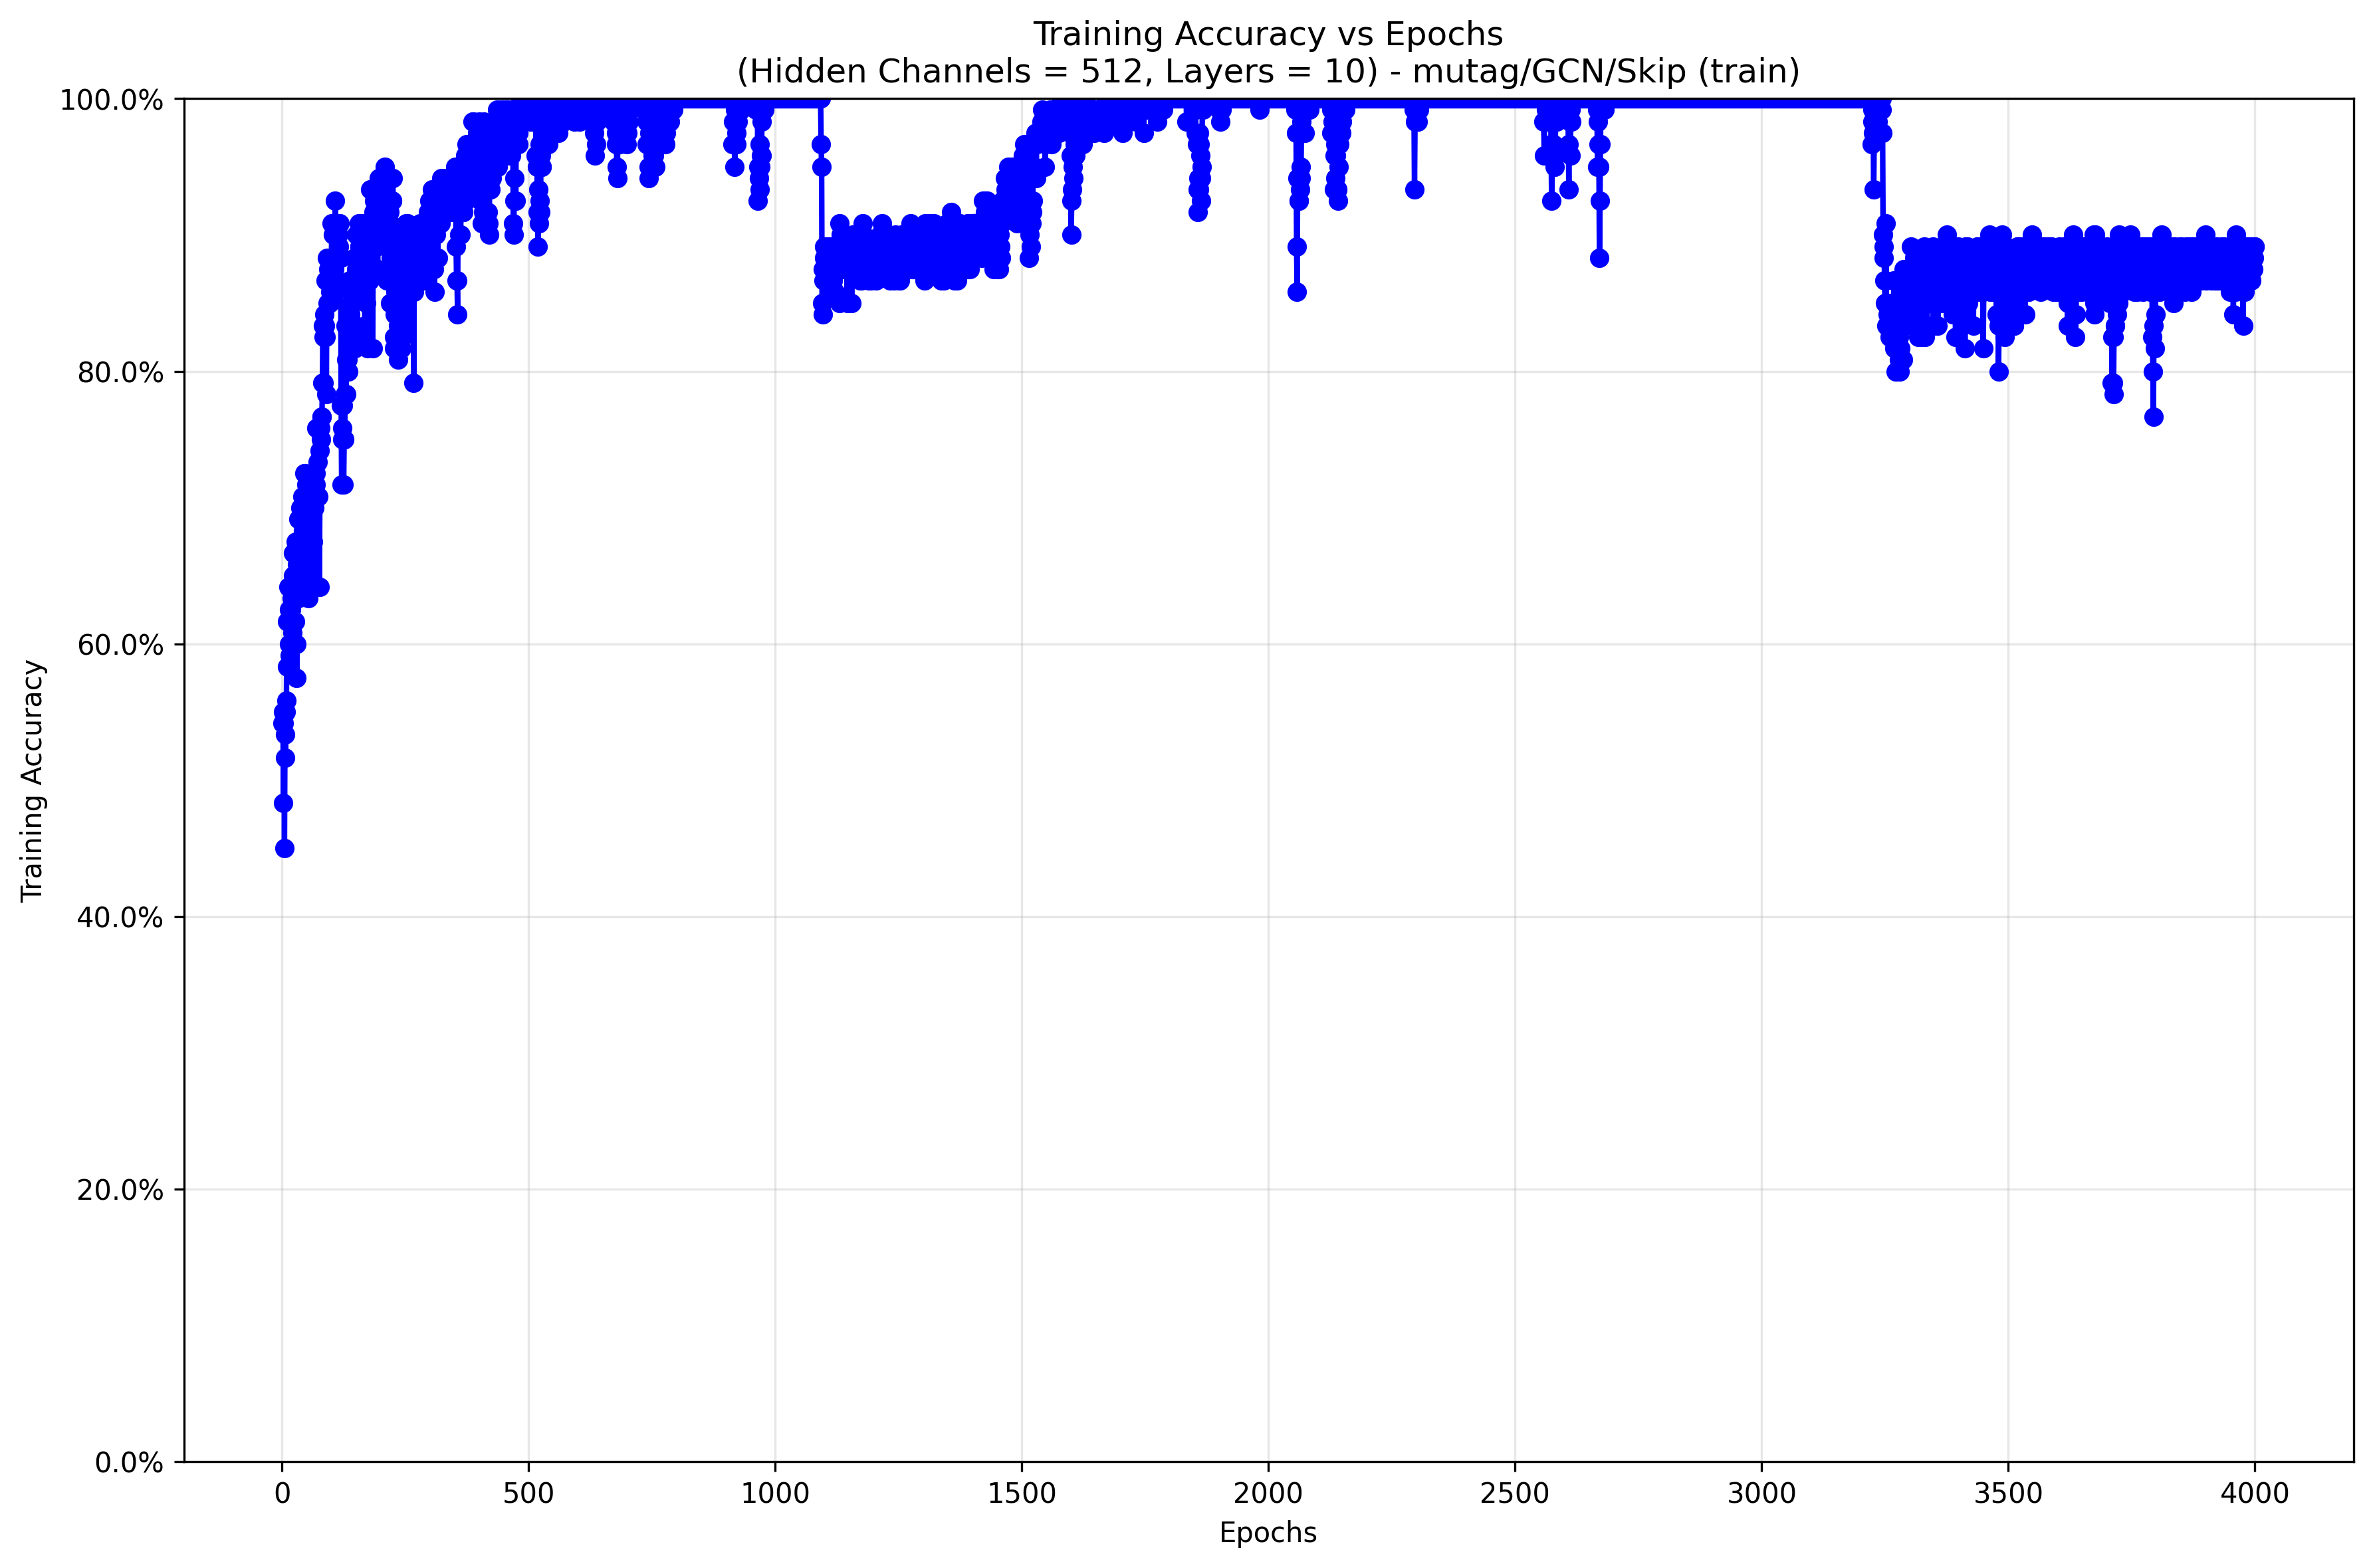 Training Accuracy vs Epochs
(Hidden Channels = 512, Layers = 10) - mutag/GCN/Skip (train)
100.0%
80.0%
60.0%
40.0%
20.0%
0.0%
Training Accuracy
0 500 1000 1500 2000 2500 3000 3500 4000
Epochs